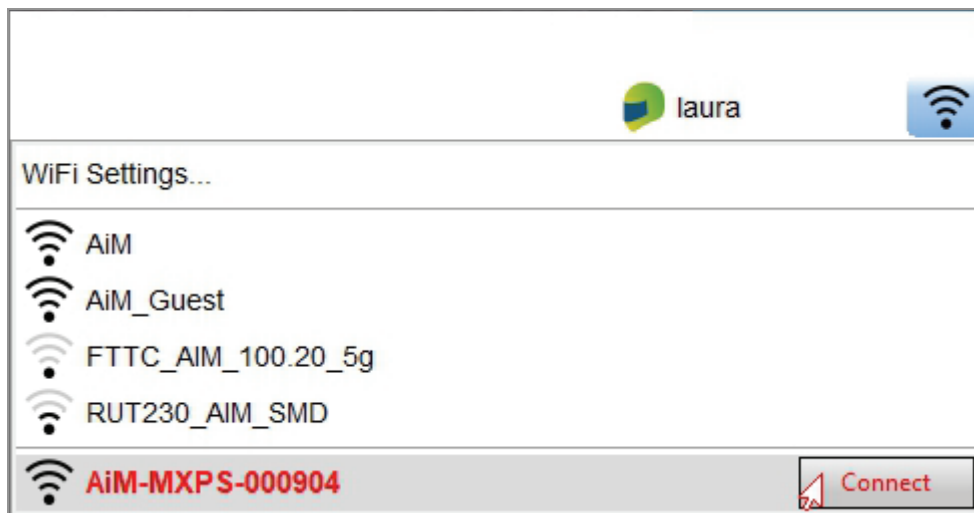 laura
WiFi Settings...
AiM
AiM_Guest
FTTC_AIM_100.20_5g
RUT230_AIM_SMD
AiM-MXPS-000904 Connect